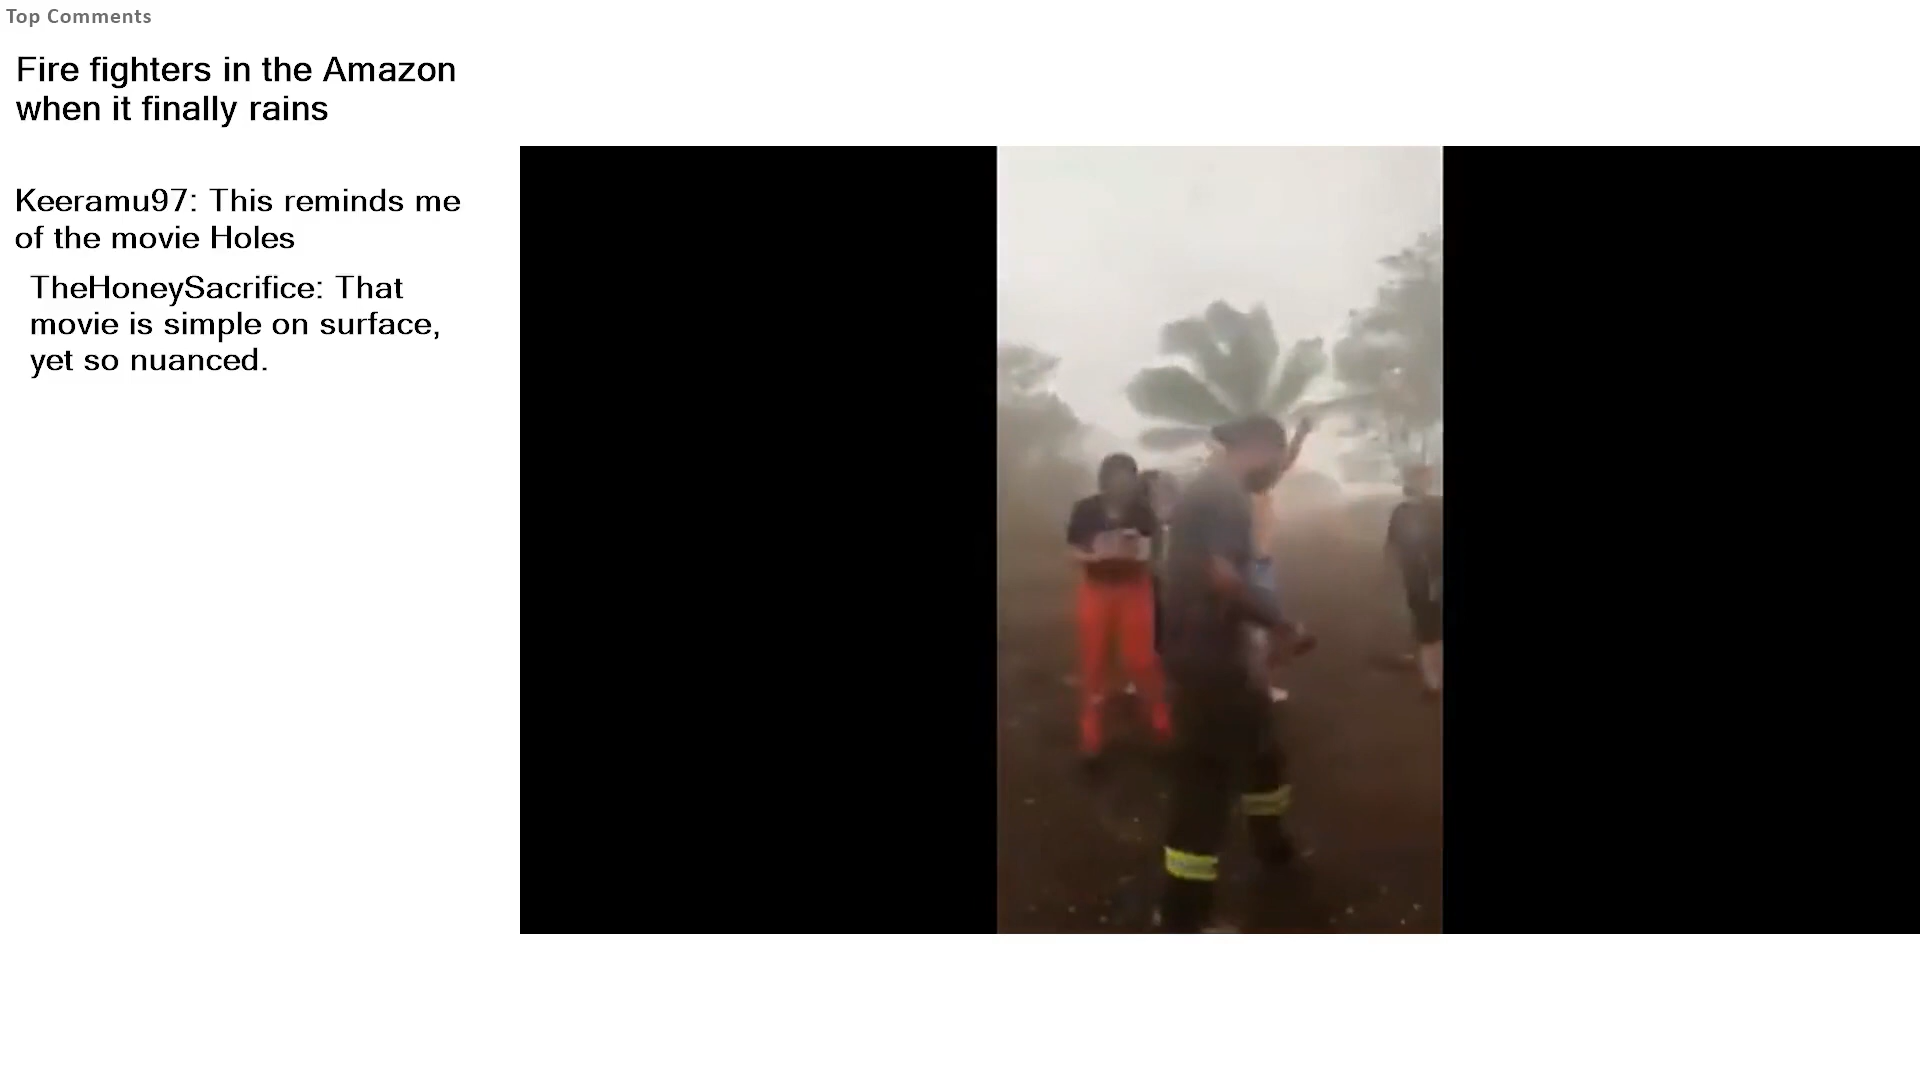 Top Comments
Fire fighters in the Amazon
when it finally rains
Keeramu97: This reminds me
of the movie Holes
TheHoneySacrifice: That
movie is simple on surface,
yet so nuanced.